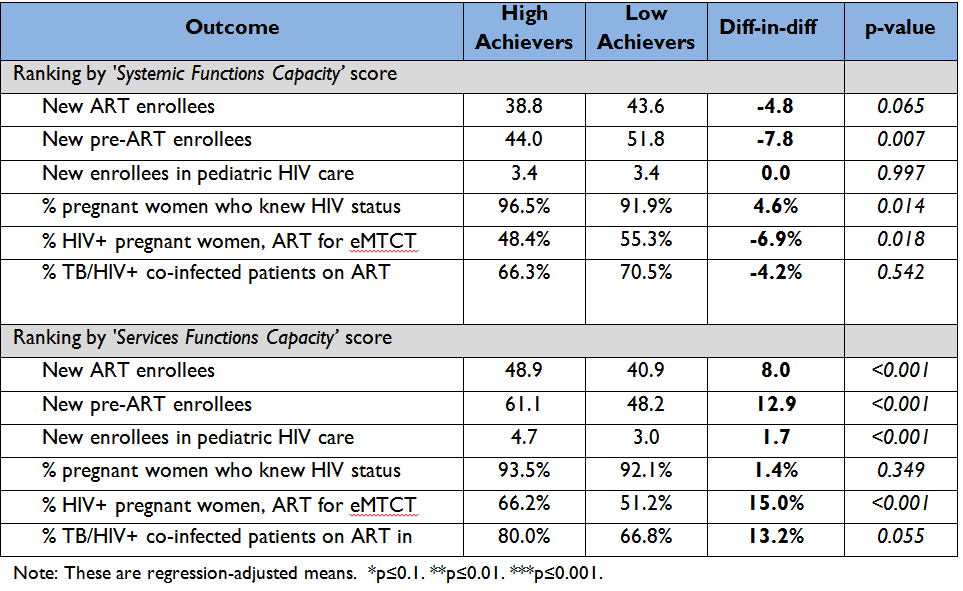 Outcome High Achievers Low Achievers Diff-in-diff p-value
Ranking by 'Systemic Functions Capacity’ score
New ART enrollees 38.8 43.6 -4.8 0.065
New pre-ART enrollees 44.0 51.8 -7.8 0.007
New enrollees in pediatric HIV care 3.4 3.4 0.0 0.997
% pregnant women who knew HIV status 96.5% 91.9% 4.6% 0.014
% HIV+ pregnant women, ART for eMTCT 48.4% 55.3% -6.9% 0.018
% TB/HIV+ co-infected patients on ART 66.3% 70.5% -4.2% 0.542
Ranking by 'Services Functions Capacity’ score
New ART enrollees 48.9 40.9 8.0 <0.001
New pre-ART enrollees 61.1 48.2 12.9 <0.001
New enrollees in pediatric HIV care 4.7 3.0 1.7 <0.001
% pregnant women who knew HIV status 93.5% 92.1% 1.4% 0.349
% HIV+ pregnant women, ART for eMTCT 66.2% 51.2% 15.0% <0.001
% TB/HIV+ co-infected patients on ART in 80.0% 66.8% 13.2% 0.055
Note: These are regression-adjusted means. *p≤0.1. **p≤0.01. ***p≤0.001.